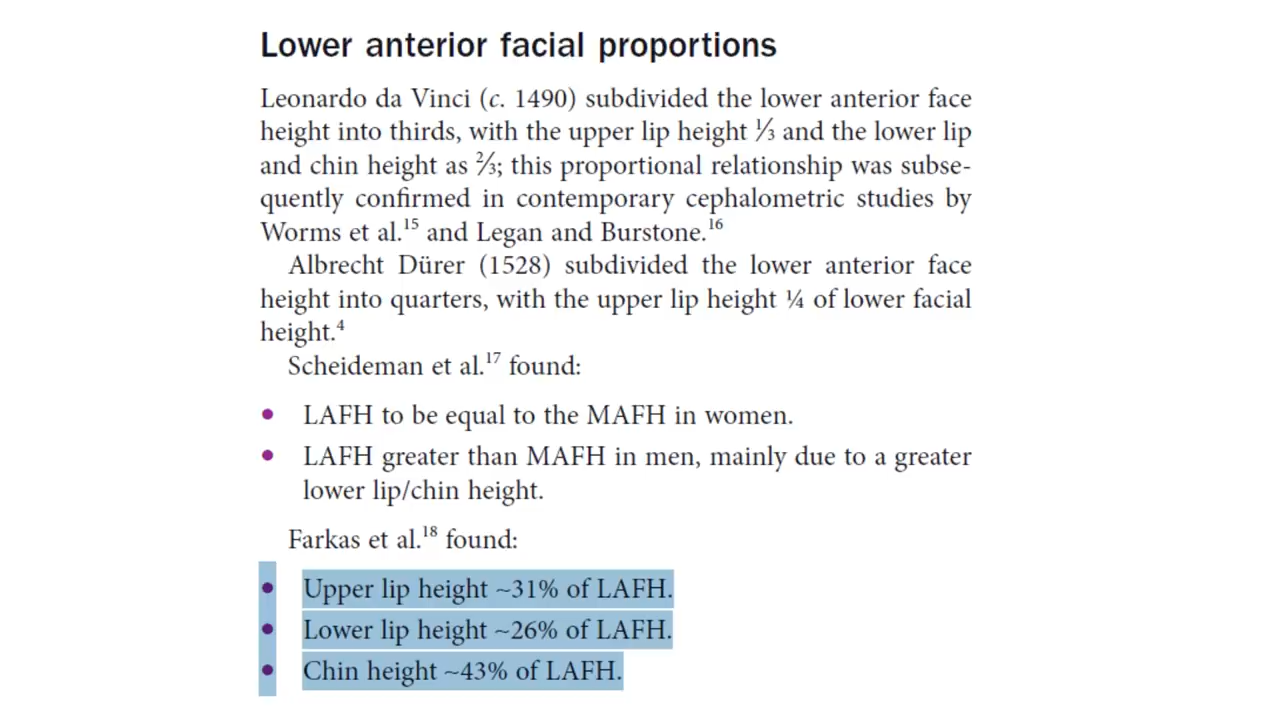 Lower anterior facial proportions
Leonardo da Vinci (c. 1490) subdivided the lower anterior face
height into thirds, with the upper lip height ⅓ and the lower lip
and chin height as ⅔; this proportional relationship was subse-
quently confirmed in contemporary cephalometric studies by
Worms et al.15 and Legan and Burstone.16
Albrecht Dürer (1528) subdivided the lower anterior face
height into quarters, with the upper lip height ¼ of lower facial
height.4
Scheideman et al.17 found:
• LAFH to be equal to the MAFH in women.
• LAFH greater than MAFH in men, mainly due to a greater
lower lip/chin height.
Farkas et al.18 found:
• Upper lip height ~31% of LAFH.
• Lower lip height ~26% of LAFH.
• Chin height ~43% of LAFH.